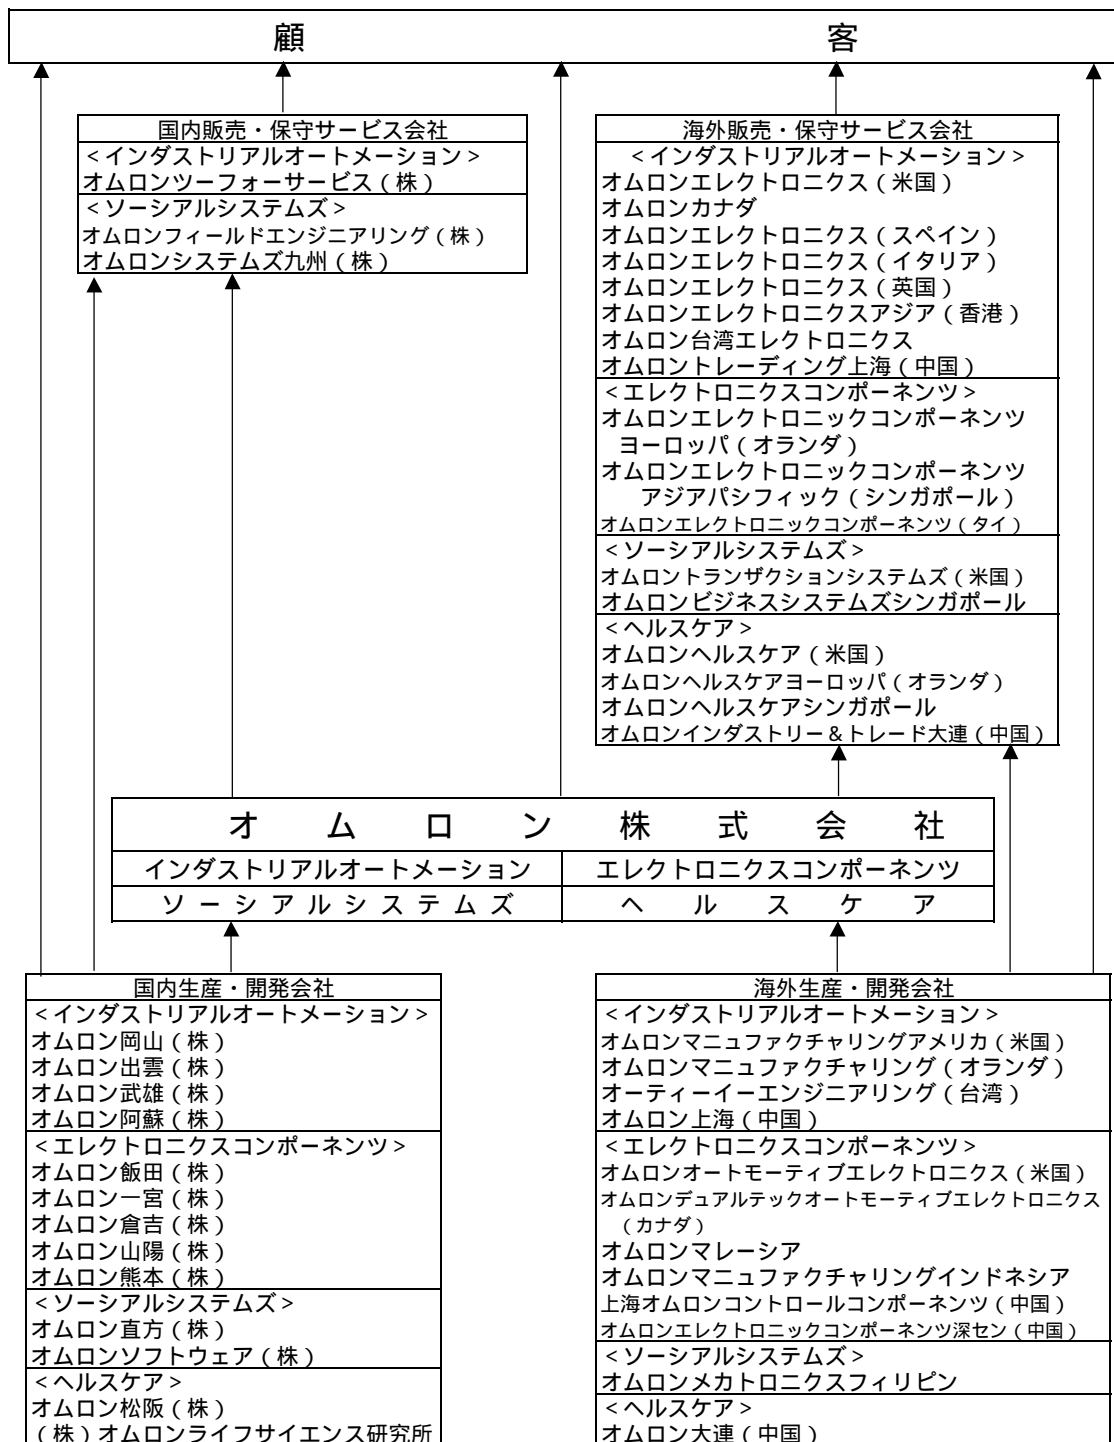 顧客
国内販売・保守サービス会社
<インダストリアルオートメーション>
オムロンツーフォーサービス(株)
<ソーシアルシステムズ>
オムロンフィールドエンジニアリング(株)
オムロンシステムズ九州(株)
海外販売・保守サービス会社
<インダストリアルオートメーション>
オムロンエレクトロニクス(米国)
オムロンカナダ
オムロンエレクトロニクス(スペイン)
オムロンエレクトロニクス(イタリア)
オムロンエレクトロニクス(英国)
オムロンエレクトロニクスアジア(香港)
オムロン台湾エレクトロニクス
オムロントレーディング上海(中国)
<エレクトロニクスコンポーネンツ>
オムロンエレクトロニックコンポーネンツ
ヨーロッパ(オランダ)
オムロンエレクトロニックコンポーネンツ
アジアパシフィック(シンガポール)
オムロンエレクトロニックコンポーネンツ(タイ)
<ソーシアルシステムズ>
オムロントランザクションシステムズ(米国)
オムロンビジネスシステムズシンガポール
<ヘルスケア>
オムロンヘルスケア(米国)
オムロンヘルスケアヨーロッパ(オランダ)
オムロンヘルスケアシンガポール
オムロンインダストリー&トレード大連(中国)
オムロン株式会社
インダストリアルオートメーション
エレクトロニクスコンポーネンツ
ソーシアルシステムズ
ヘルスケア
国内生産・開発会社
<インダストリアルオートメーション>
オムロン岡山(株)
オムロン出雲(株)
オムロン武雄(株)
オムロン阿蘇(株)
<エレクトロニクスコンポーネンツ>
オムロン飯田(株)
オムロン一宮(株)
オムロン倉吉(株)
オムロン山陽(株)
オムロン熊本(株)
<ソーシアルシステムズ>
オムロン直方(株)
オムロンソフトウェア(株)
<ヘルスケア>
オムロン松阪(株)
(株)オムロンライフサイエンス研究所
海外生産・開発会社
<インダストリアルオートメーション>
オムロンマニュファクチャリングアメリカ(米国)
オムロンマニュファクチャリング(オランダ)
オーティーイーエンジニアリング(台湾)
オムロン上海(中国)
<エレクトロニクスコンポーネンツ>
オムロンオートモーティブエレクトロニクス(米国)
オムロンデュアルテックオートモーティブエレクトロニクス
(カナダ)
オムロンマレーシア
オムロンマニュファクチャリングインドネシア
上海オムロンコントロールコンポーネンツ(中国)
オムロンエレクトロニックコンポーネンツ深セン(中国)
<ソーシアルシステムズ>
オムロンメカトロニクスフィリピン
<ヘルスケア>
オムロン大連(中国)